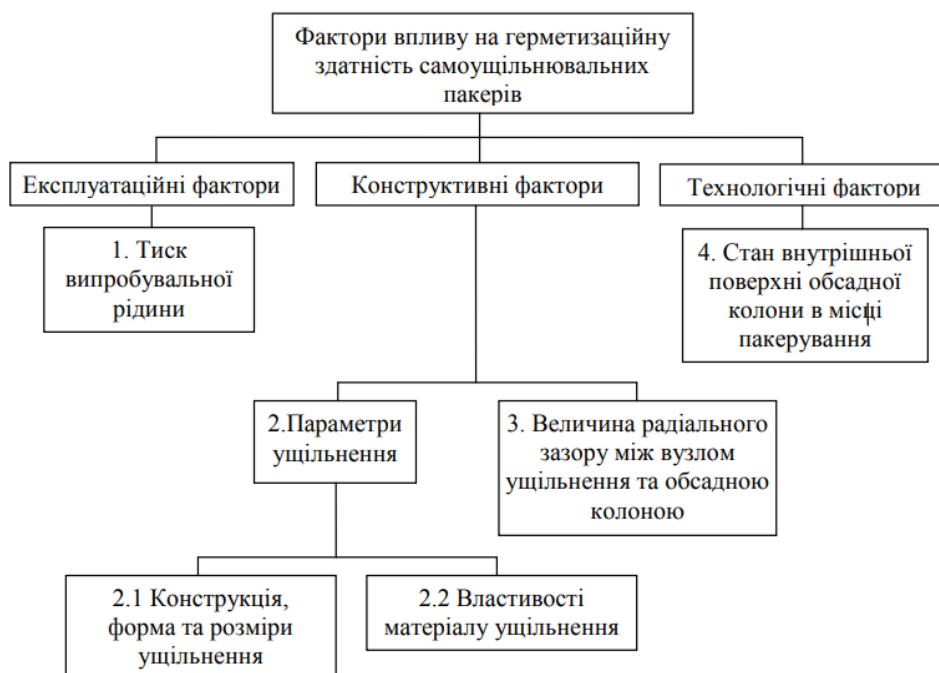 Фактори впливу на герметизаційну
здатність самоущільнювальних
пакерів
Експлуатаційні фактори
Конструктивні фактори
Технологічні фактори
1. Тиск
випробувальної
рідини
4. Стан внутрішньої
поверхні обсадної
колони в місці
пакерування
2.Параметри
ущільнення
3. Величина радіального
зазору між вузлом
ущільнення та обсадною
колоною
2.1 Конструкція,
форма та розміри
ущільнення
2.2 Властивості
матеріалу ущільнення